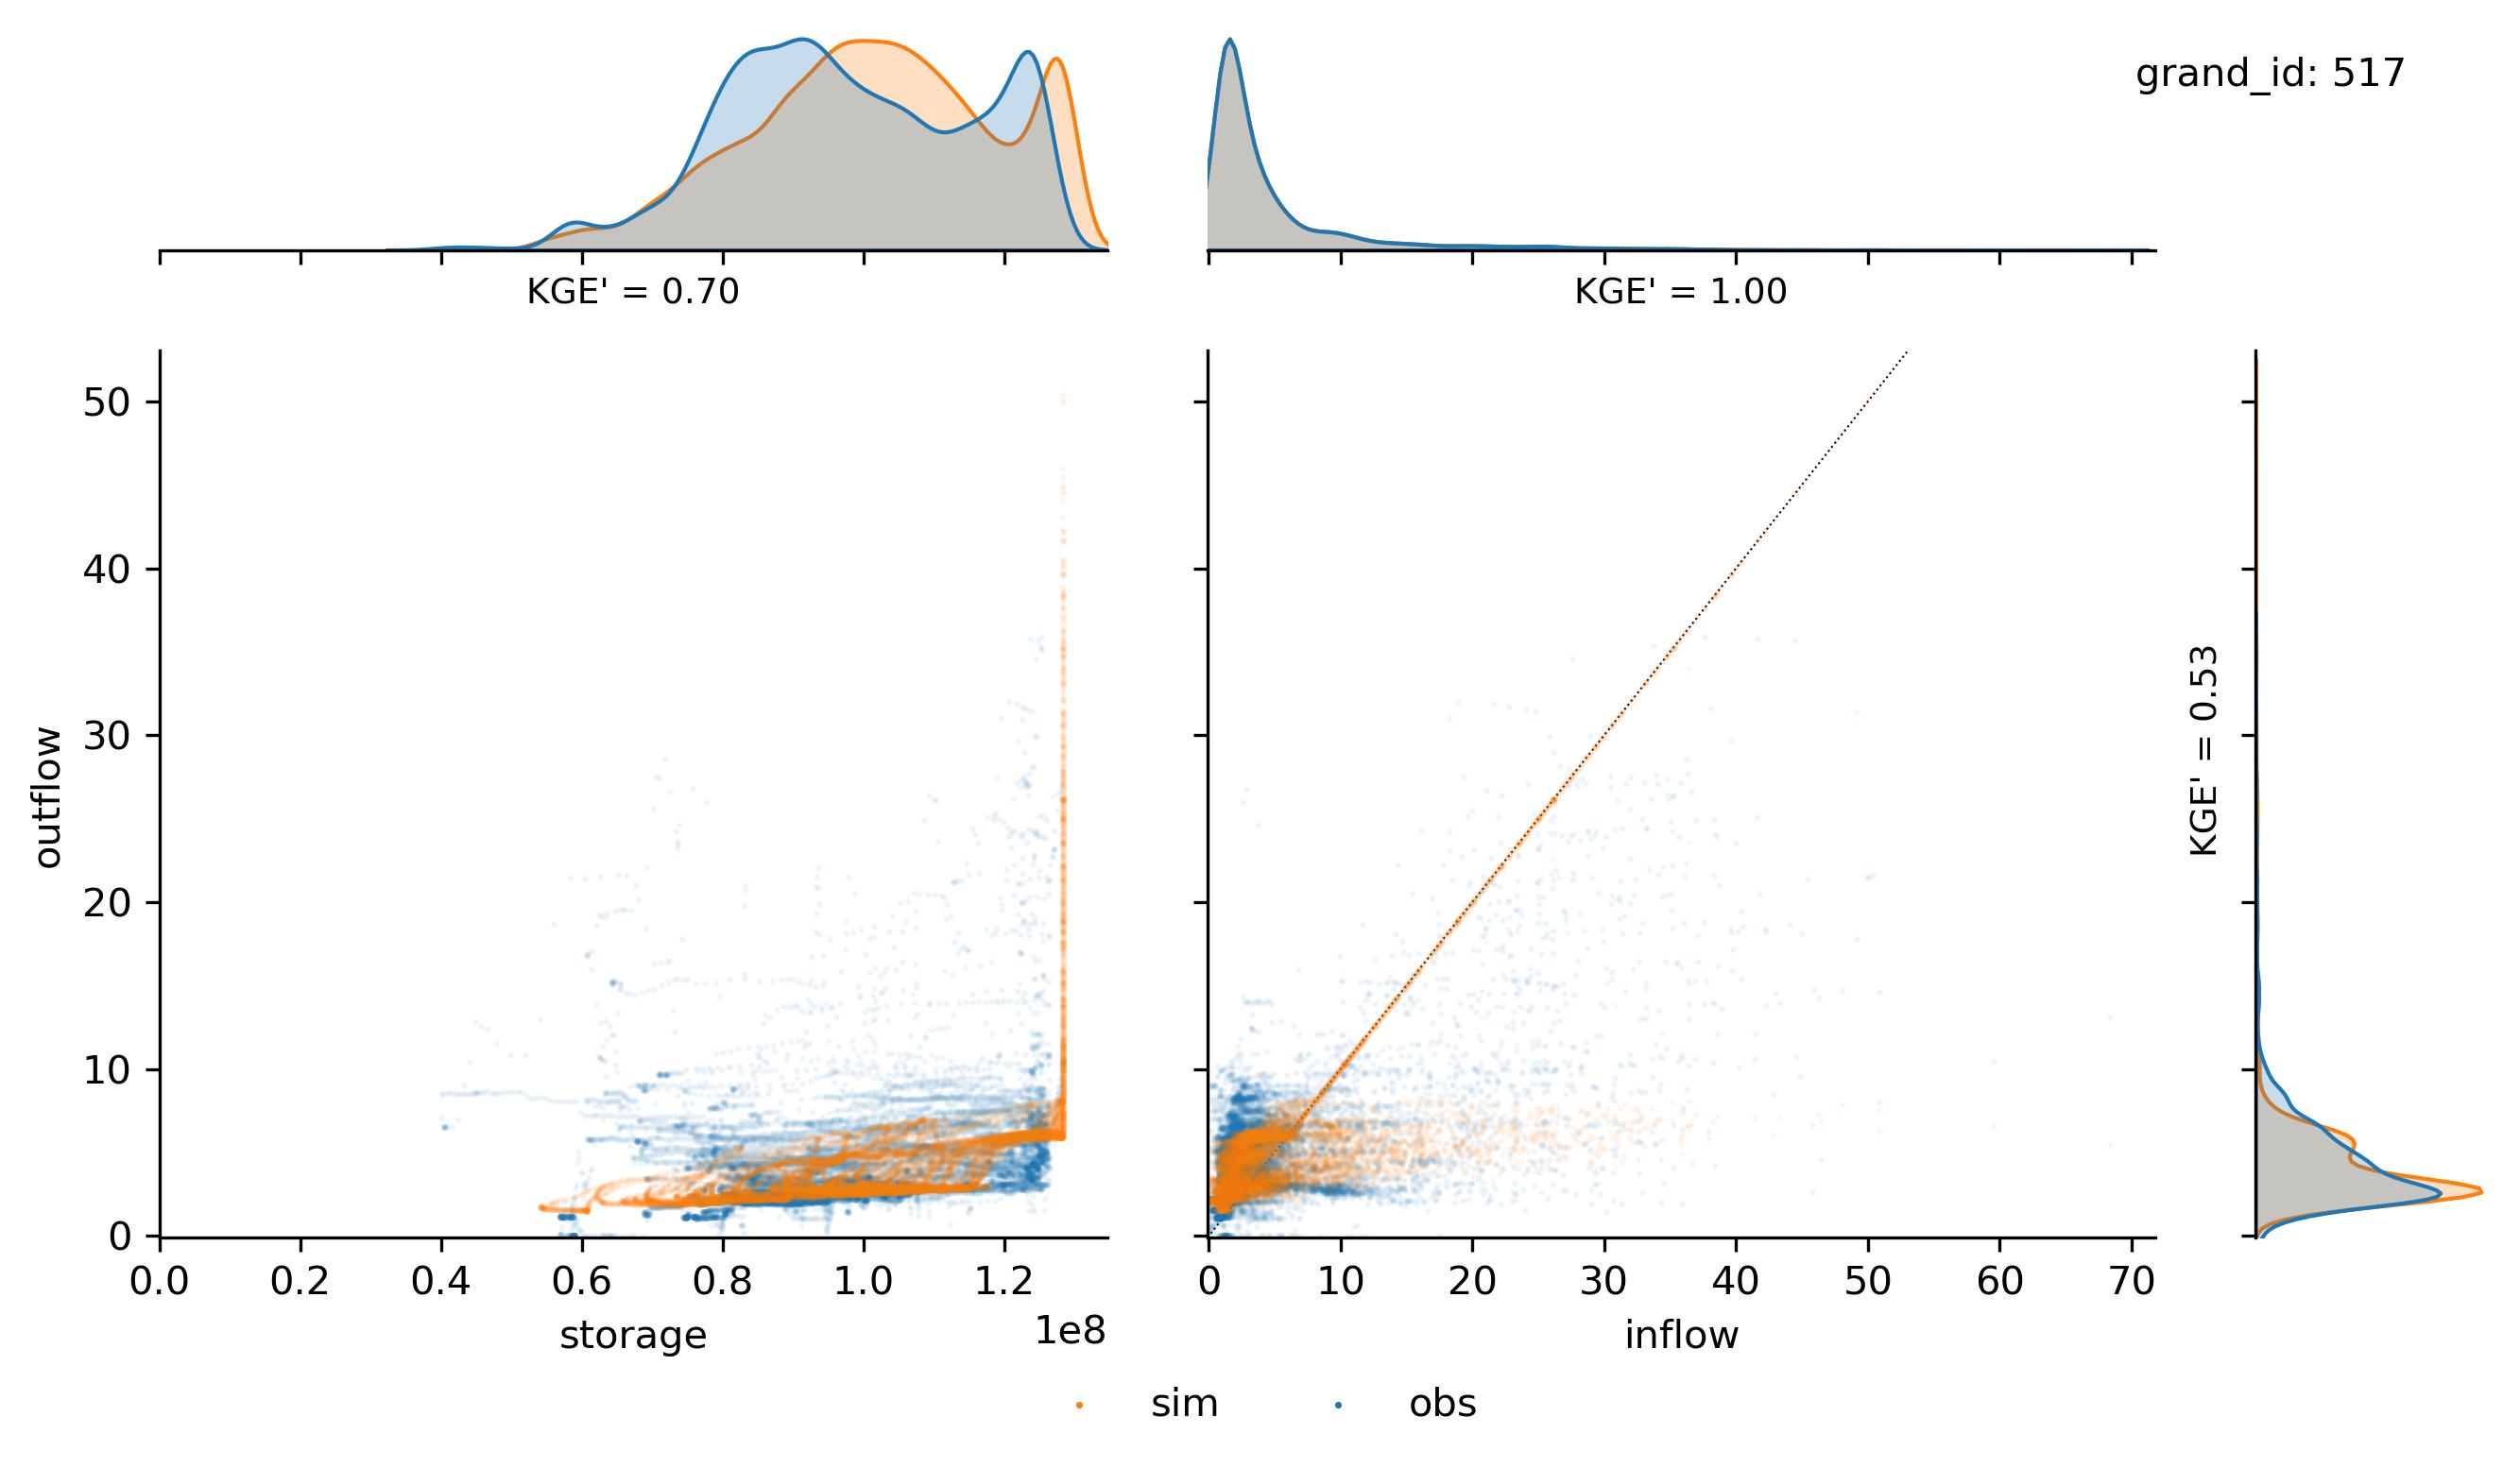 grand_id: 517
KGE' = 0.70
KGE' = 1.00
50
40
30
20
10
0
outflow
KGE' = 0.53
0.0 0.2 0.4 0.6 0.8 1.0 1.2
1e8
storage
0 10 20 30 40 50 60 70
inflow
sim obs